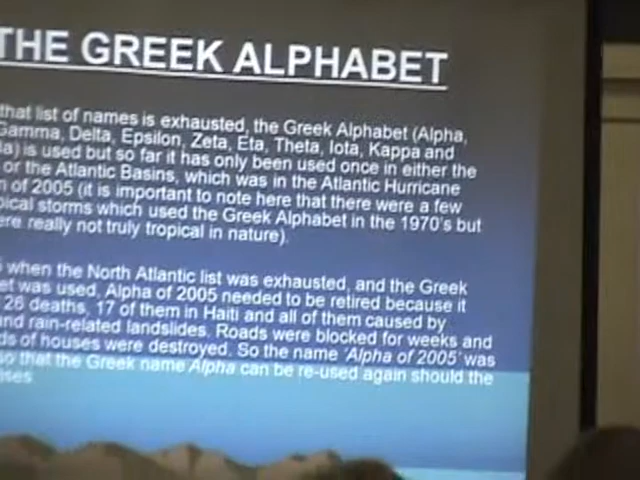 THE GREEK ALPHABET
that list of names is exhausted, the Greek Alphabet (Alpha,
Gamma, Delta, Epsilon, Zeta, Eta, Theta, Iota, Kappa and
is used but so far it has only been used once in either the
or the Atlantic Basins, which was in the Atlantic Hurricane
of 2005 (it is important to note here that there were a few
storms which used the Greek Alphabet in the 1970's but
really not truly tropical in nature).
when the North Atlantic list was exhausted, and the Greek
was used, Alpha of 2005 needed to be retired because it
26 deaths, 17 of them in Haiti and all of them caused by
and rain-related landslides. Roads were blocked for weeks and
of houses were destroyed. So the name 'Alpha of 2005' was
so that the Greek name Alpha can be re-used again should the